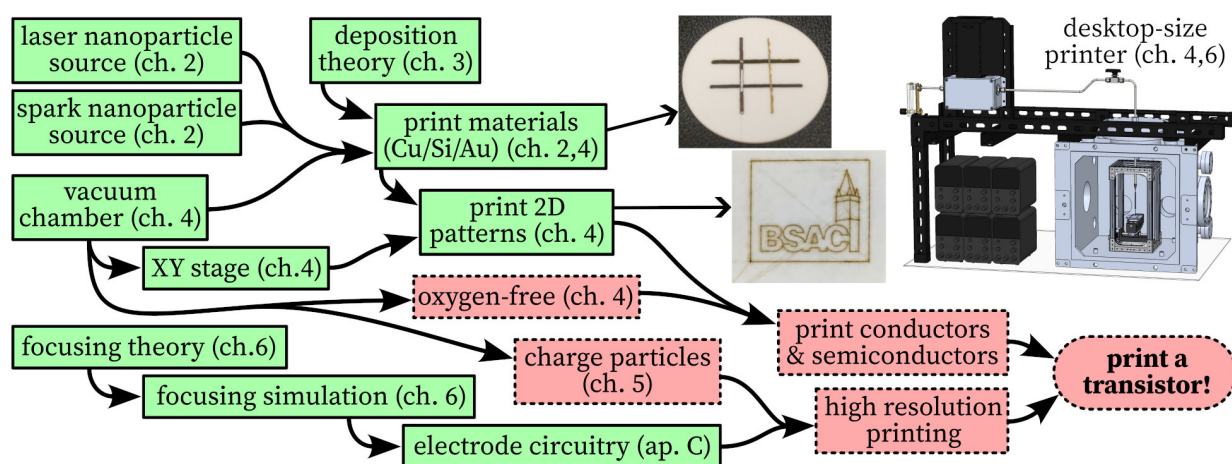 laser nanoparticle
source (ch. 2)
deposition
theory (ch. 3)
desktop-size
printer (ch. 4,6)
spark nanoparticle
source (ch. 2)
print materials
(Cu/Si/Au) (ch. 2,4)
vacuum
chamber (ch. 4)
print 2D
patterns (ch. 4)
BSAC
XY stage (ch.4)
oxygen-free (ch. 4)
print conductors
& semiconductors
focusing theory (ch.6)
charge particles
(ch. 5)
print a
transistor!
focusing simulation (ch. 6)
high resolution
printing
electrode circuitry (ap. C)